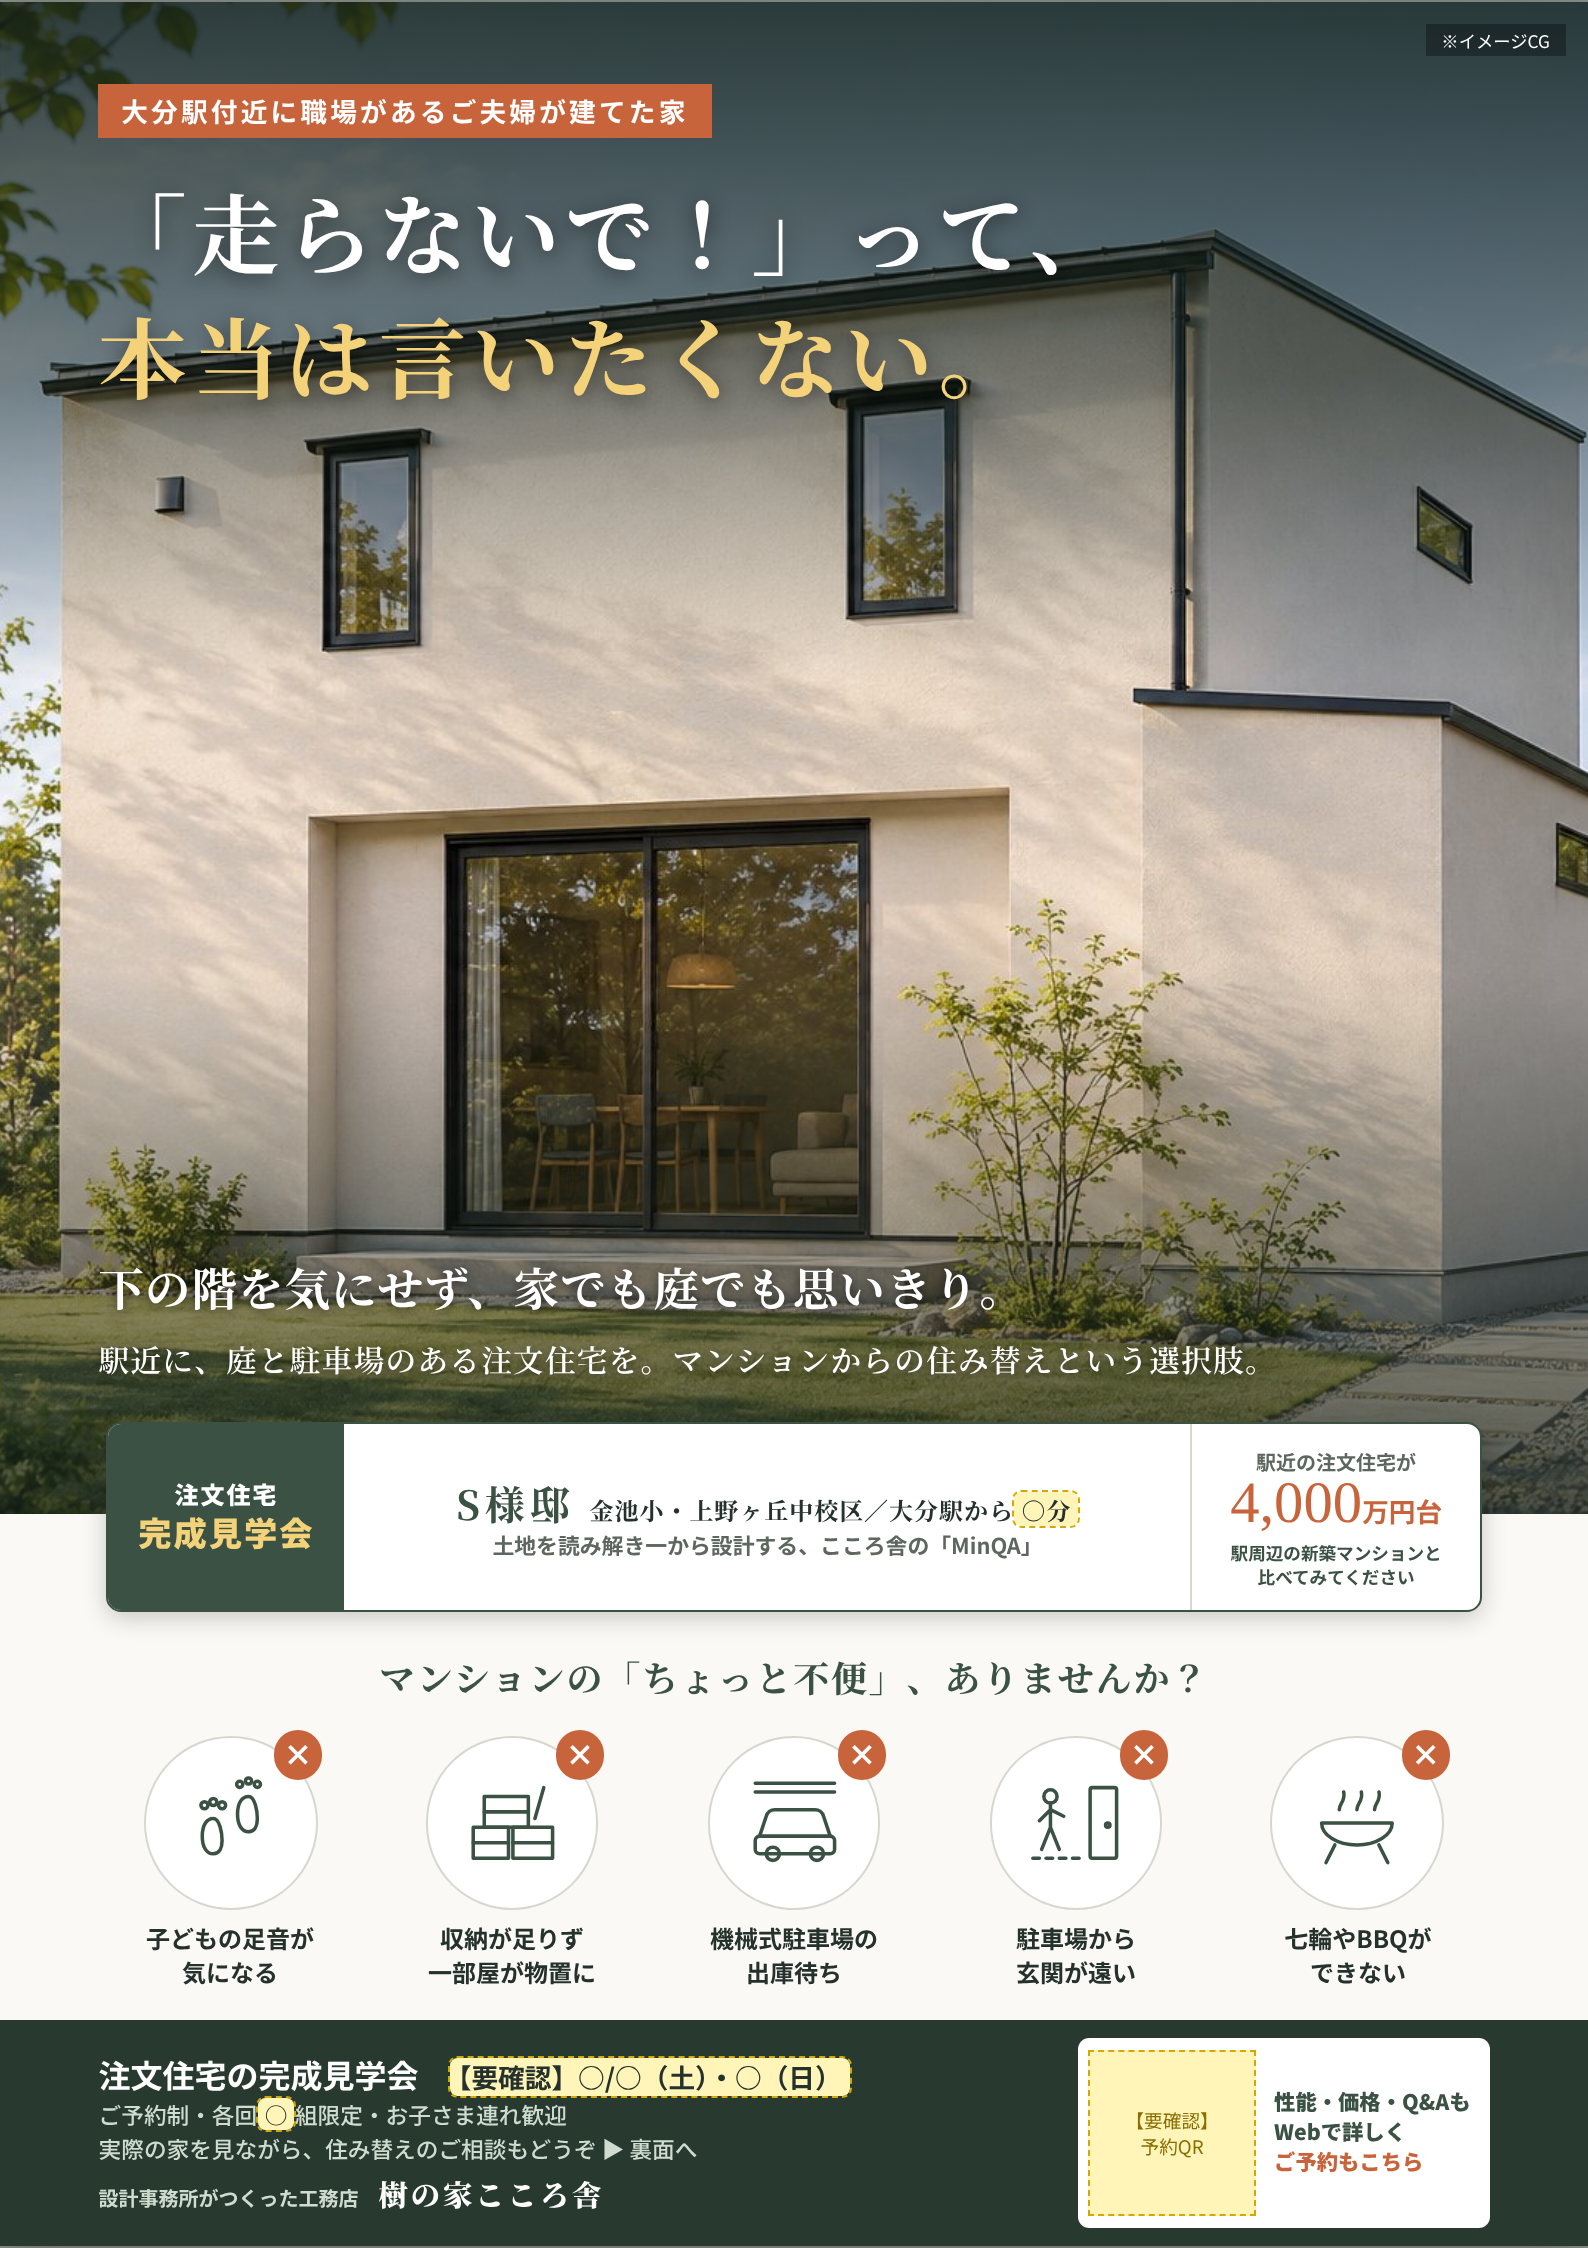 ※イメージCG
大分駅付近に職場があるご夫婦が建てた家
「走らないで！」って、
本当は言いたくない。
下の階を気にせず、家でも庭でも思いきり。
駅近に、庭と駐車場のある注文住宅を。マンションからの住み替えという選択肢。
注文住宅
完成見学会
S様邸 金池小・上野ヶ丘中校区／大分駅から〇分
土地を読み解き一から設計する、こころ舎の「MinQA」
駅近の注文住宅が
4,000万円台
駅周辺の新築マンションと
比べてみてください
マンションの「ちょっと不便」、ありませんか？
子どもの足音が
気になる
収納が足りず
一部屋が物置に
機械式駐車場の
出庫待ち
駐車場から
玄関が遠い
七輪やBBQが
できない
注文住宅の完成見学会 【要確認】〇/〇（土）・〇（日）
ご予約制・各回〇組限定・お子さま連れ歓迎
実際の家を見ながら、住み替えのご相談もどうぞ ▶ 裏面へ
設計事務所がつくった工務店 樹の家こころ舎
【要確認】
予約QR
性能・価格・Q&Aも
Webで詳しく
ご予約もこちら